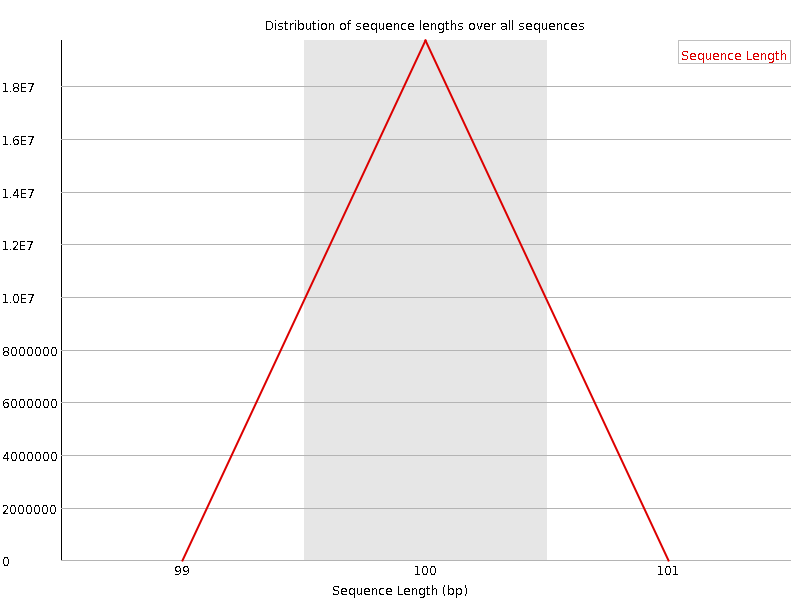 Distribution of sequence lengths over all sequences
Sequence Length
1.8E7
1.6E7
1.4E7
1.2E7
1.0E7
8000000
6000000
4000000
2000000
0
99 100 101
Sequence Length (bp)